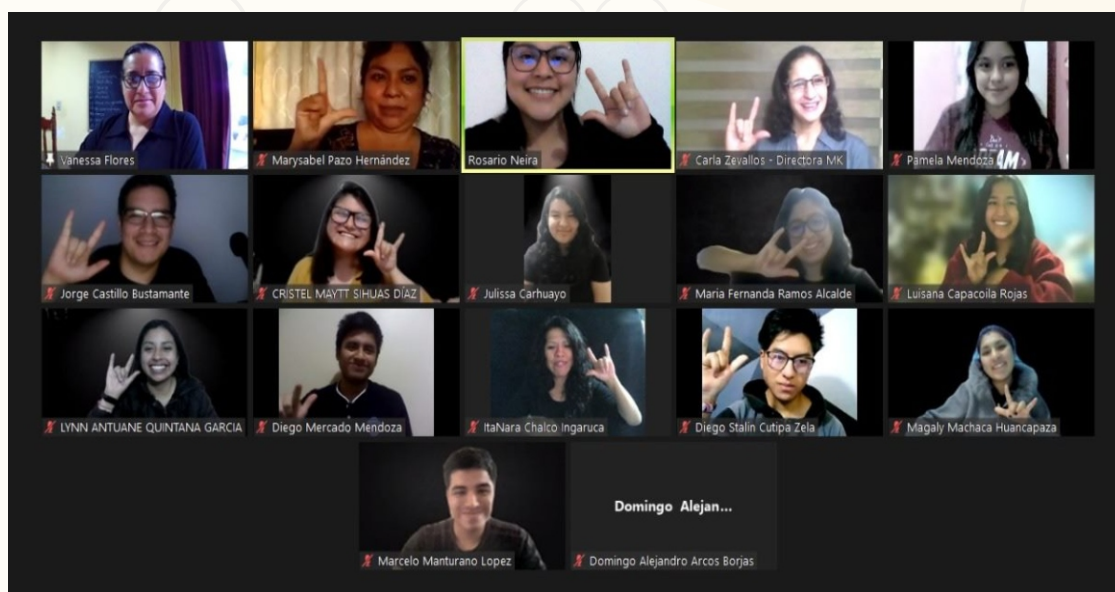 Vanessa Flores
Marysabel Pazo Hernández
Rosario Neira
Carla Zevallos - Directora MK
Pamela Mendoza
AM
Jorge Castillo Bustamante
CRISTEL MAYTT SIHUAS DÍAZ
Julissa Carhuayo
Maria Fernanda Ramos Alcalde
Luisana Capacoila Rojas
LYNN ANTUANE QUINTANA GARCIA
Diego Mercado Mendoza
ItaNara Chalco Ingaruca
Diego Stalin Cutipa Zela
Magaly Machaca Huancapaza
Domingo Alejan...
Marcelo Manturano Lopez
Domingo Alejandro Arcos Borjas